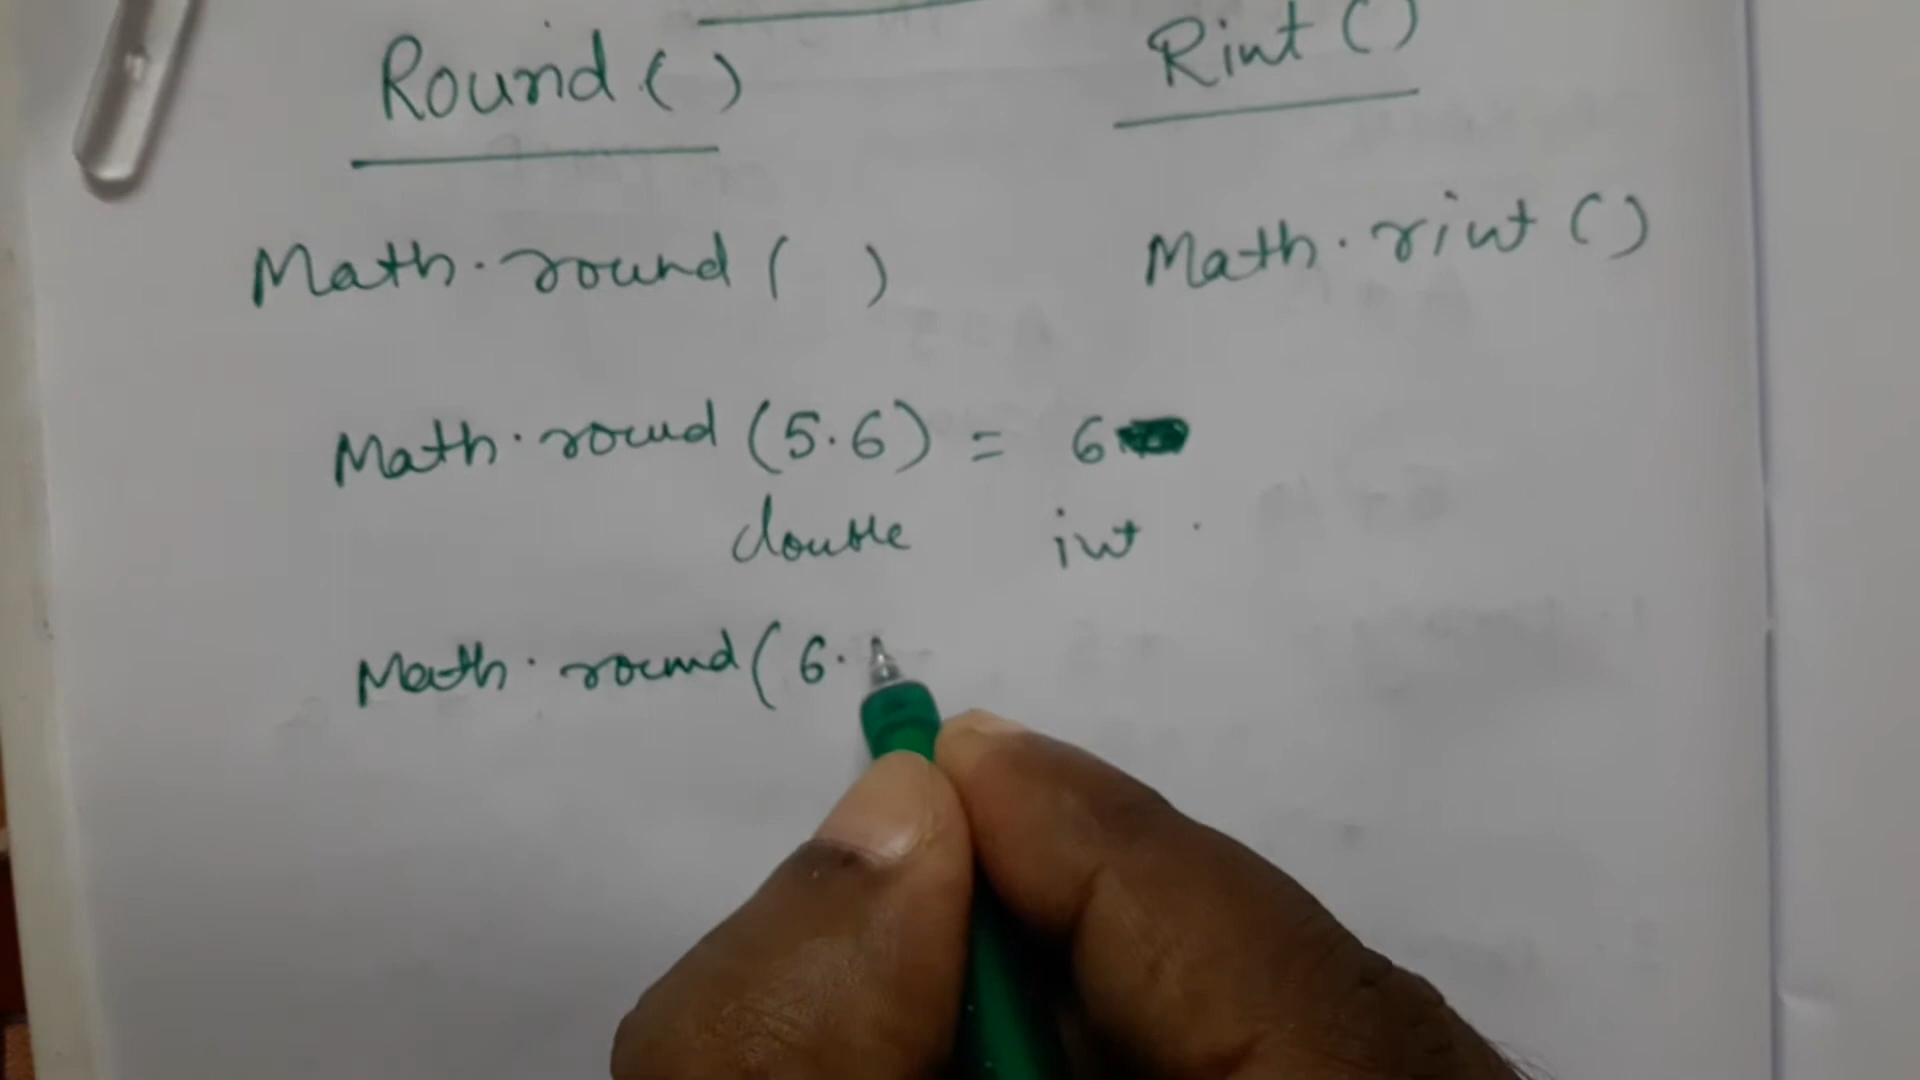 Round ( ) Rint ( )
Math.round ( ) Math.rint ( )
Math.round (5.6) = 6
double int.
Math.round (6.